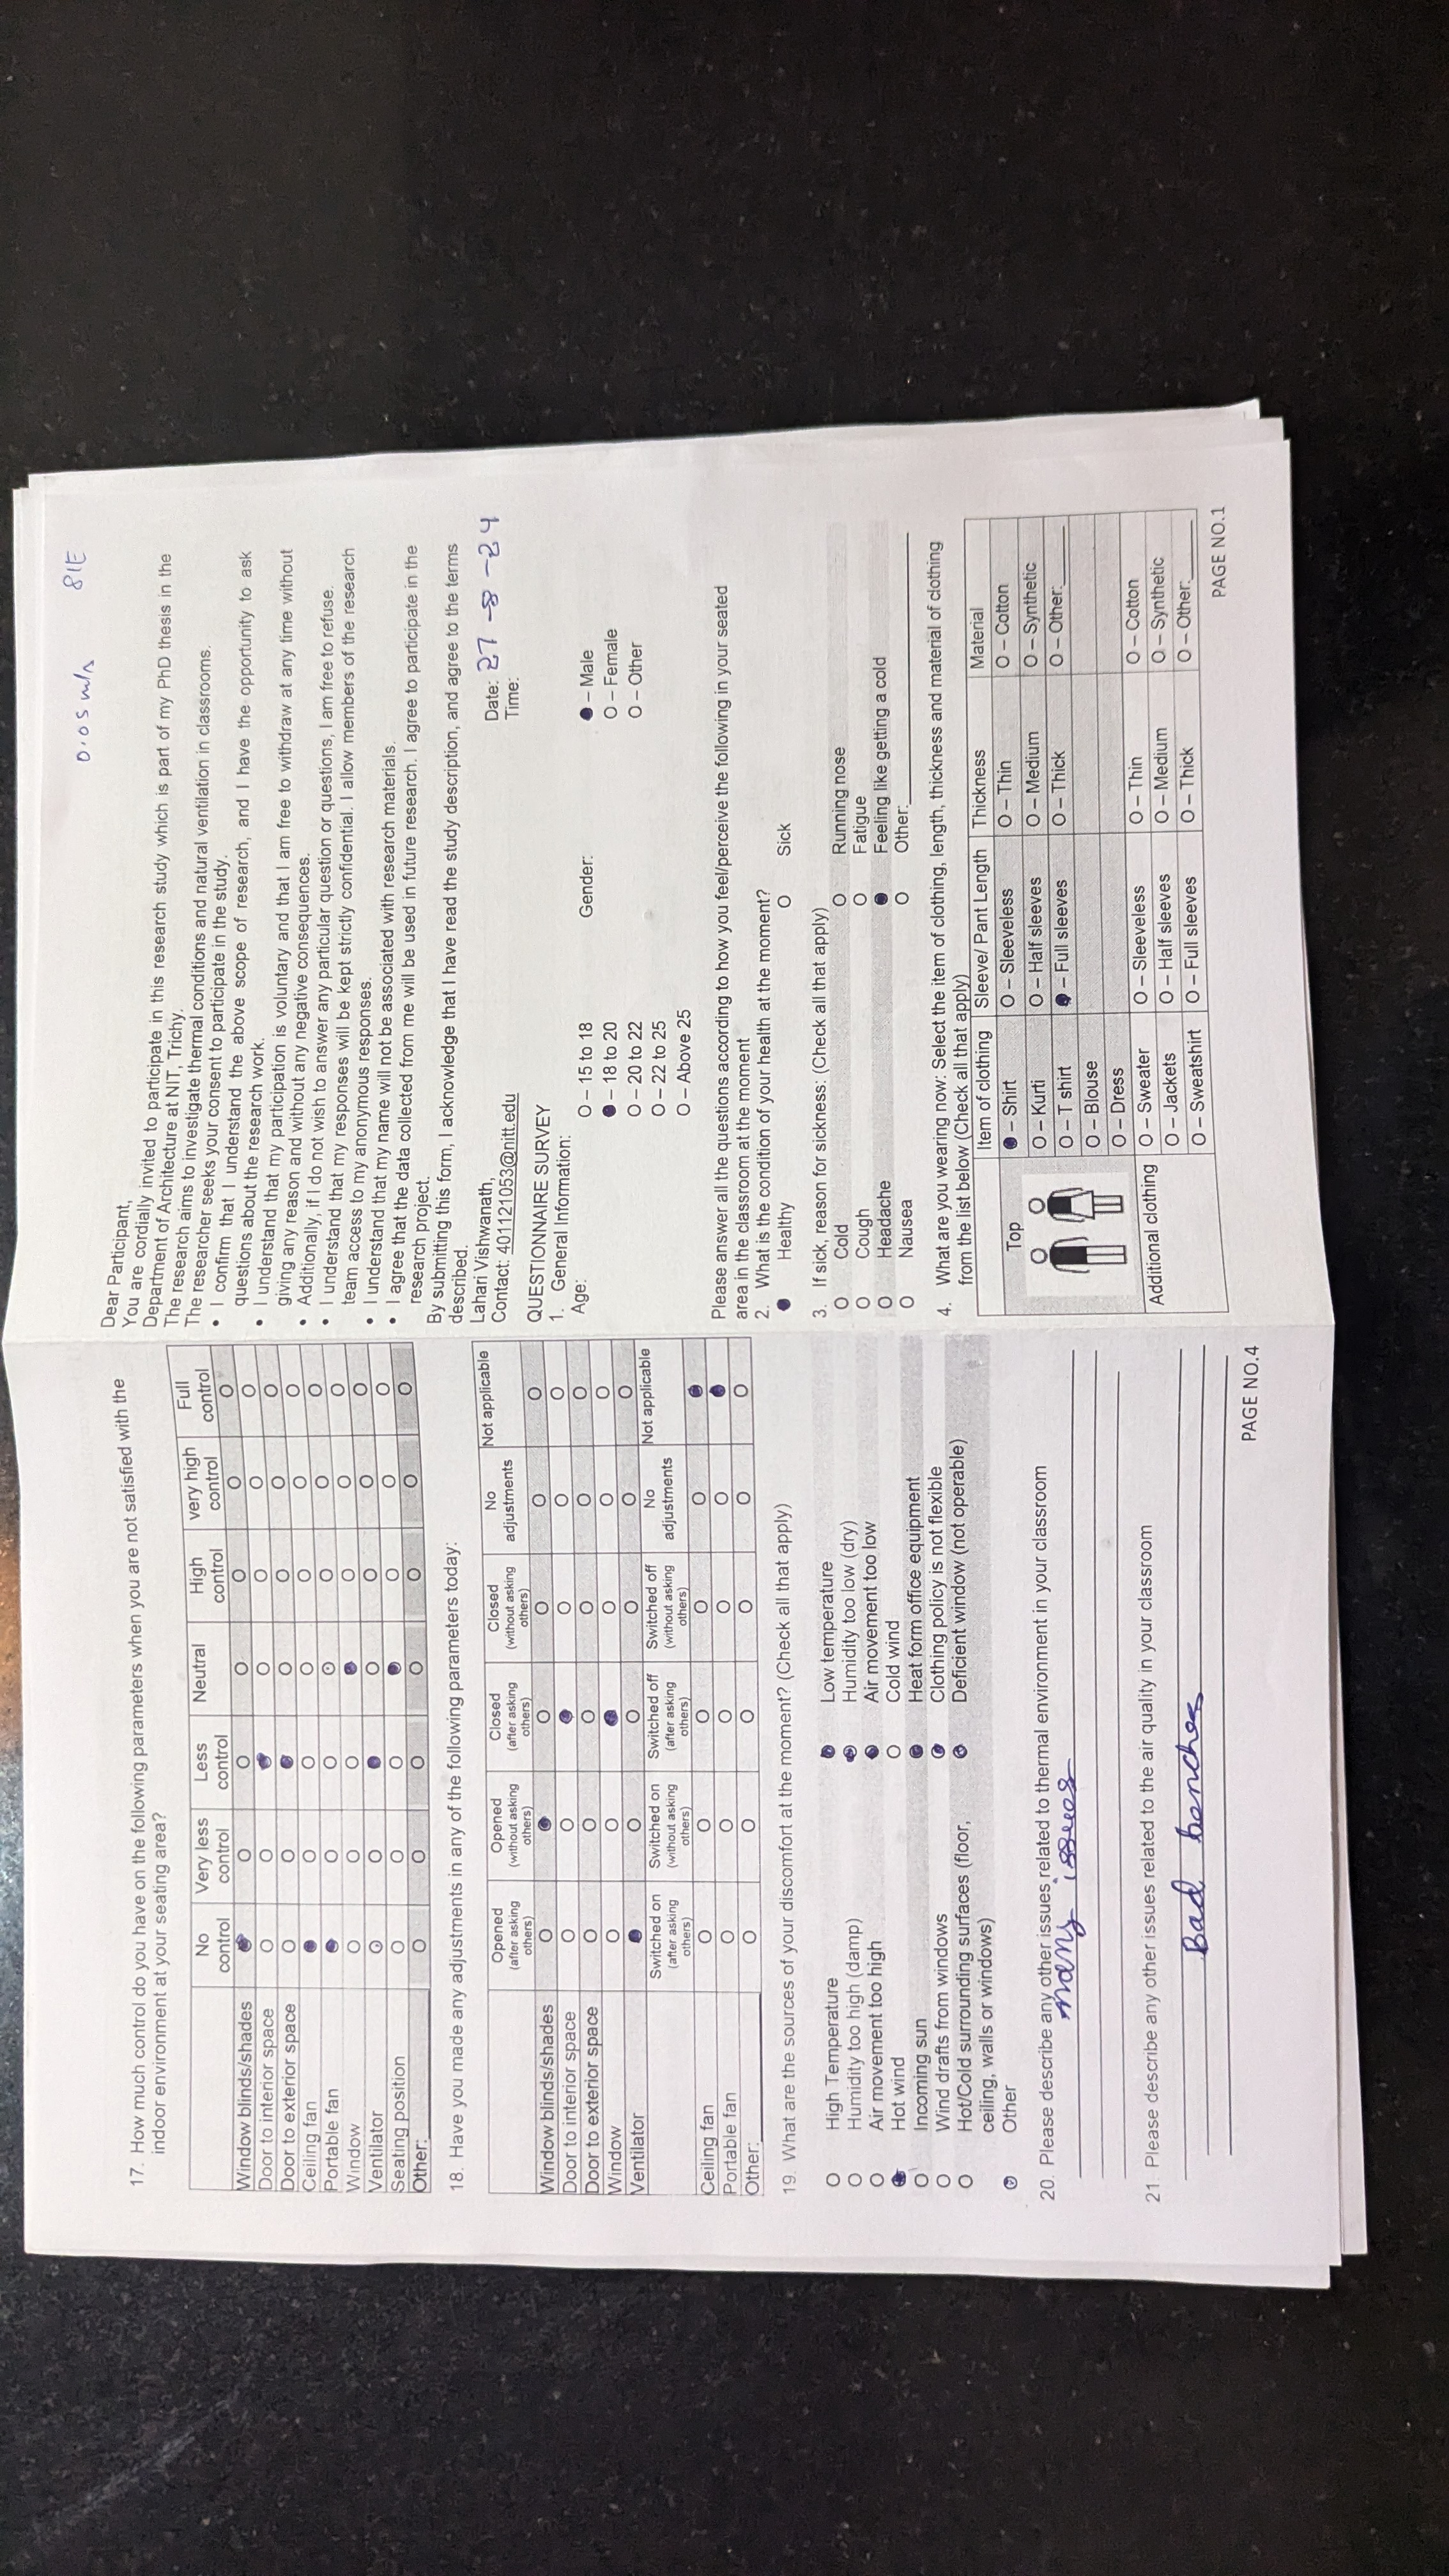 17. How much control do you have on the following parameters when you are not satisfied with the
indoor environment at your seating area?
No control Very less control Less control Neutral High control very high control Full control
Window blinds/shades ● O O O O O O
Door to interior space O O ● O O O O
Door to exterior space O O ● O O O O
Ceiling fan ● O O O O O O
Portable fan ● O O O O O O
Window O O O ● O O O
Ventilator O O ● O O O O
Seating position O O O ● O O O
Other: O O O O O O O
18. Have you made any adjustments in any of the following parameters today:
Opened (after asking others) Opened (without asking others) Closed (after asking others) Closed (without asking others) No adjustments Not applicable
Window blinds/shades O ● O O O O
Door to interior space O O ● O O O
Door to exterior space O O O O O O
Window O O ● O O O
Ventilator ● O O O O O
Switched on (after asking others) Switched on (without asking others) Switched off (after asking others) Switched off (without asking others) No adjustments Not applicable
Ceiling fan O O O O O ●
Portable fan O O O O O ●
Other: O O O O O O
19. What are the sources of your discomfort at the moment? (Check all that apply)
O High Temperature ● Low temperature
O Humidity too high (damp) ● Humidity too low (dry)
O Air movement too high ● Air movement too low
● Hot wind O Cold wind
O Incoming sun ● Heat form office equipment
O Wind drafts from windows ● Clothing policy is not flexible
O Hot/Cold surrounding surfaces (floor, ● Deficient window (not operable)
ceiling, walls or windows)
● Other
20. Please describe any other issues related to thermal environment in your classroom
many issues
21. Please describe any other issues related to the air quality in your classroom
Bad benches
PAGE NO.4
0.05 m/s 81E
Dear Participant,
You are cordially invited to participate in this research study which is part of my PhD thesis in the
Department of Architecture at NIT, Trichy.
The research aims to investigate thermal conditions and natural ventilation in classrooms.
The researcher seeks your consent to participate in the study.
• I confirm that I understand the above scope of research, and I have the opportunity to ask
questions about the research work.
• I understand that my participation is voluntary and that I am free to withdraw at any time without
giving any reason and without any negative consequences.
• Additionally, if I do not wish to answer any particular question or questions, I am free to refuse.
• I understand that my responses will be kept strictly confidential. I allow members of the research
team access to my anonymous responses.
• I understand that my name will not be associated with research materials.
• I agree that the data collected from me will be used in future research. I agree to participate in the
research project.
By submitting this form, I acknowledge that I have read the study description, and agree to the terms
described.
Lahari Vishwanath,
Contact: 401121053@nitt.edu
Date: 27-8-24
Time:
QUESTIONNAIRE SURVEY
1. General Information:
Age: O – 15 to 18 Gender: ● – Male
● – 18 to 20 O – Female
O – 20 to 22 O – Other
O – 22 to 25
O – Above 25
Please answer all the questions according to how you feel/perceive the following in your seated
area in the classroom at the moment
2. What is the condition of your health at the moment?
● Healthy O Sick
3. If sick, reason for sickness: (Check all that apply)
O Cold O Running nose
O Cough O Fatigue
O Headache ● Feeling like getting a cold
O Nausea O Other:
4. What are you wearing now: Select the item of clothing, length, thickness and material of clothing
from the list below (Check all that apply)
Item of clothing Sleeve/ Pant Length Thickness Material
Top ● – Shirt O – Sleeveless O – Thin O – Cotton
O – Kurti O – Half sleeves O – Medium O – Synthetic
O – T shirt ● – Full sleeves O – Thick O – Other:
O – Blouse
O – Dress
Additional clothing O – Sweater O – Sleeveless O – Thin O – Cotton
O – Jackets O – Half sleeves O – Medium O – Synthetic
O – Sweatshirt O – Full sleeves O – Thick O – Other:
PAGE NO.1